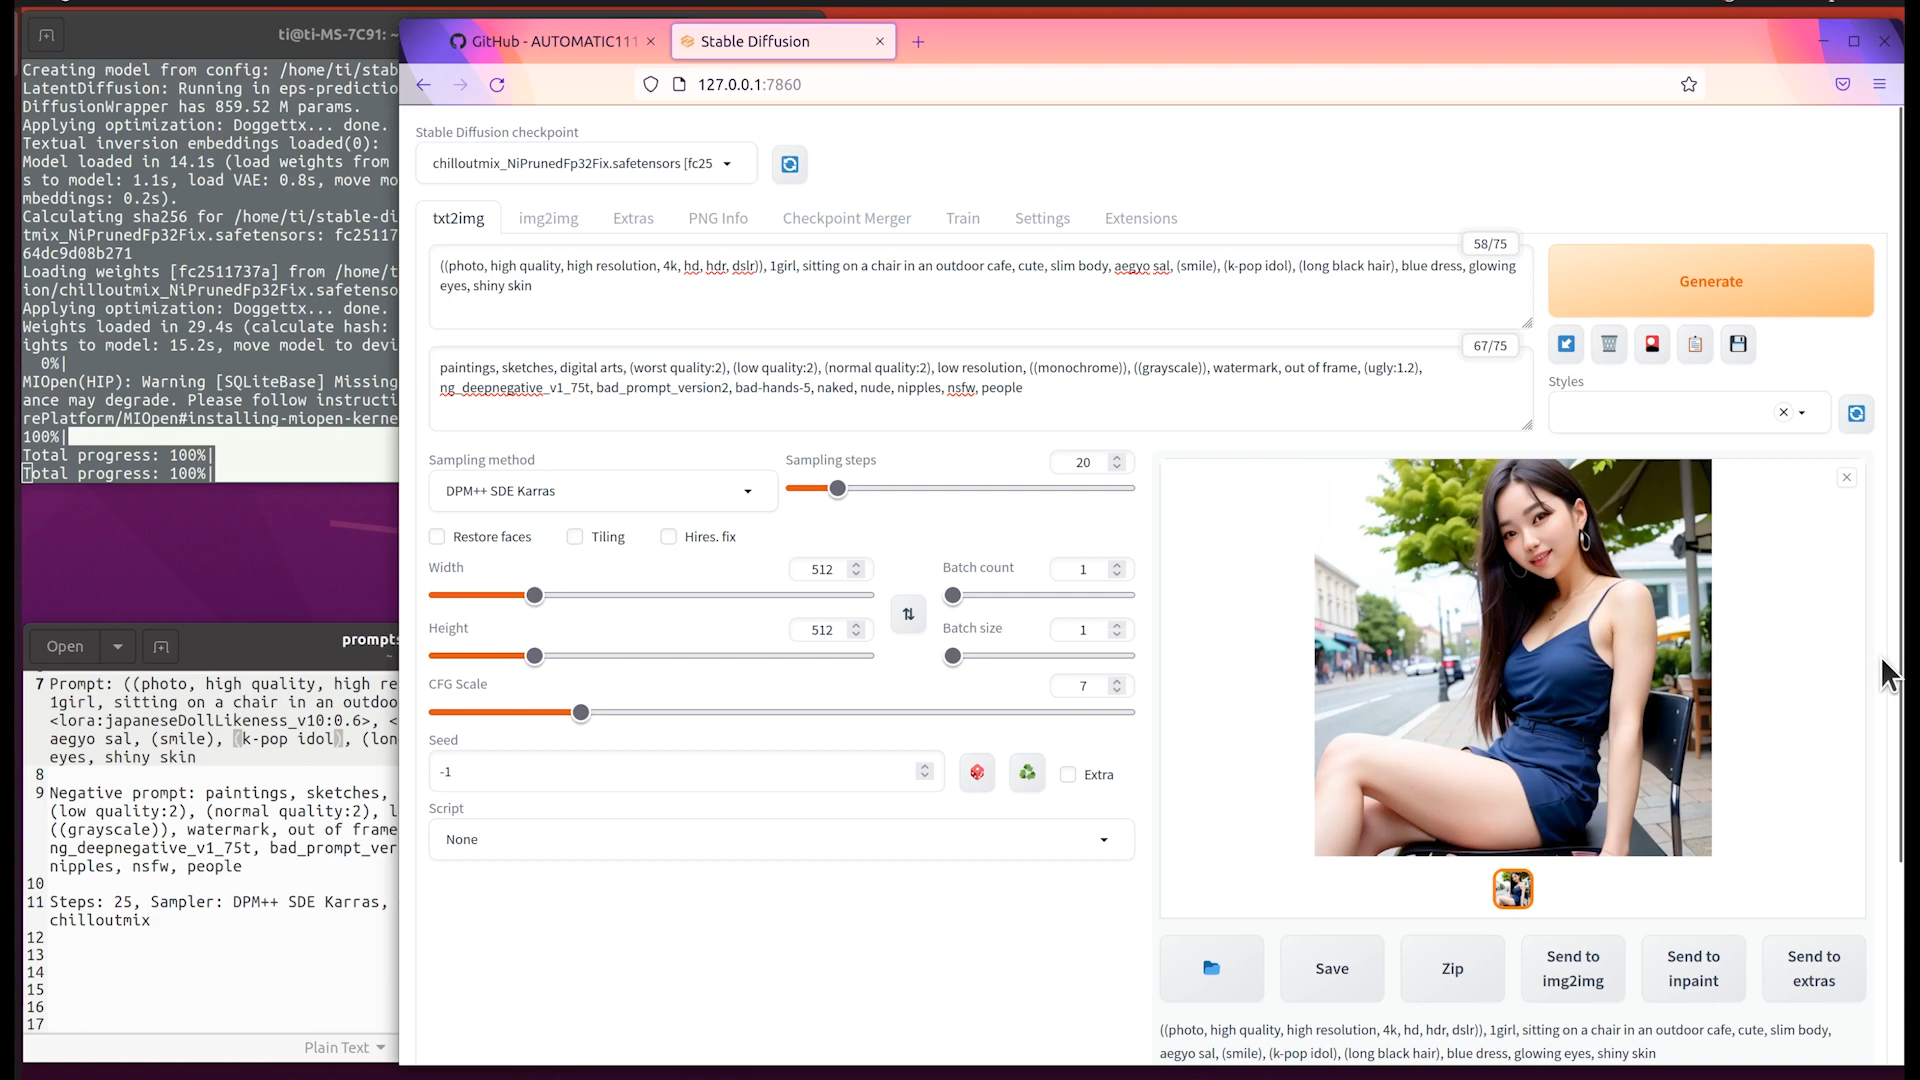 ti@ti-MS-7C91: ~
Creating model from config: /home/ti/stab
LatentDiffusion: Running in eps-predictio
DiffusionWrapper has 859.52 M params.
Applying optimization: Doggettx... done.
Textual inversion embeddings loaded(0):
Model loaded in 14.1s (load weights from
s to model: 1.1s, load VAE: 0.8s, move mo
mbeddings: 0.2s).
Calculating sha256 for /home/ti/stable-di
tmix_NiPrunedFp32Fix.safetensors: fc25117
64dc9d08b271
Loading weights [fc2511737a] from /home/t
ion/chilloutmix_NiPrunedFp32Fix.safetenso
Applying optimization: Doggettx... done.
Weights loaded in 29.4s (calculate hash:
ights to model: 15.2s, move model to devi
0%|
MIOpen(HIP): Warning [SQLiteBase] Missing
ance may degrade. Please follow instructi
rePlatform/MIOpen#installing-miopen-kerne
100%|
Total progress: 100%|
Total progress: 100%|
Open
prompts
7 Prompt: ((photo, high quality, high re
1girl, sitting on a chair in an outdoo
<lora:japaneseDollLikeness_v10:0.6>, <
aegyo sal, (smile), (k-pop idol), (lon
eyes, shiny skin
8
9 Negative prompt: paintings, sketches,
(low quality:2), (normal quality:2), l
((grayscale)), watermark, out of frame
ng_deepnegative_v1_75t, bad_prompt_ver
nipples, nsfw, people
10
11 Steps: 25, Sampler: DPM++ SDE Karras,
chilloutmix
12
13
14
15
16
17
Plain Text
GitHub - AUTOMATIC111
Stable Diffusion
127.0.0.1:7860
Stable Diffusion checkpoint
chilloutmix_NiPrunedFp32Fix.safetensors [fc25
txt2img img2img Extras PNG Info Checkpoint Merger Train Settings Extensions
58/75
((photo, high quality, high resolution, 4k, hd, hdr, dslr)), 1girl, sitting on a chair in an outdoor cafe, cute, slim body, aegyo sal, (smile), (k-pop idol), (long black hair), blue dress, glowing
eyes, shiny skin
Generate
67/75
paintings, sketches, digital arts, (worst quality:2), (low quality:2), (normal quality:2), low resolution, ((monochrome)), ((grayscale)), watermark, out of frame, (ugly:1.2),
ng_deepnegative_v1_75t, bad_prompt_version2, bad-hands-5, naked, nude, nipples, nsfw, people
Styles
Sampling method
DPM++ SDE Karras
Sampling steps
20
Restore faces Tiling Hires. fix
Width
512
Batch count
1
Height
512
Batch size
1
CFG Scale
7
Seed
-1
Extra
Script
None
Save
Zip
Send to img2img
Send to inpaint
Send to extras
((photo, high quality, high resolution, 4k, hd, hdr, dslr)), 1girl, sitting on a chair in an outdoor cafe, cute, slim body,
aegyo sal, (smile), (k-pop idol), (long black hair), blue dress, glowing eyes, shiny skin